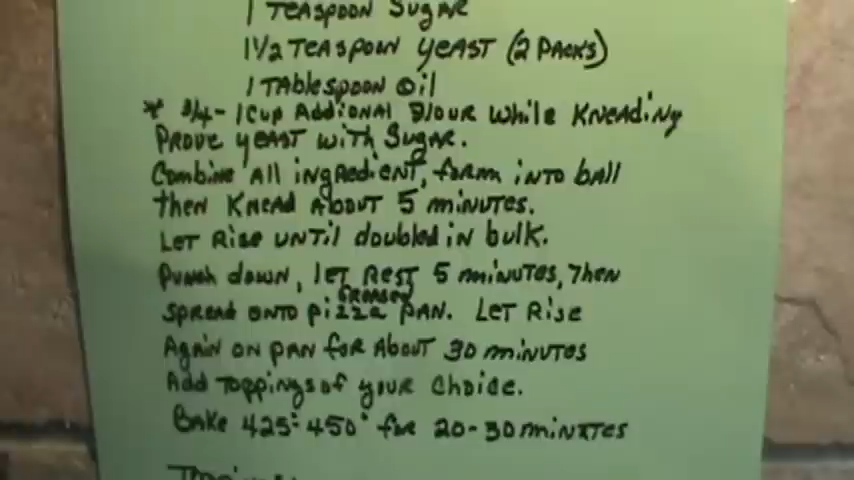 1 Teaspoon Sugar
1 1/2 Teaspoon yeast (2 Packs)
1 Tablespoon oil
* 3/4 - 1 Cup Addional flour while Kneading
Prove yeast with Sugar.
Combine All ingredient, form into ball
then Knead About 5 minutes.
Let Rise until doubled in bulk.
Punch down, let Rest 5 minutes, Then
greased
Spread onto pizza pan. Let Rise
Again on pan for About 30 minutes
Add Toppings of your Choice.
Bake 425° - 450° for 20-30 minutes